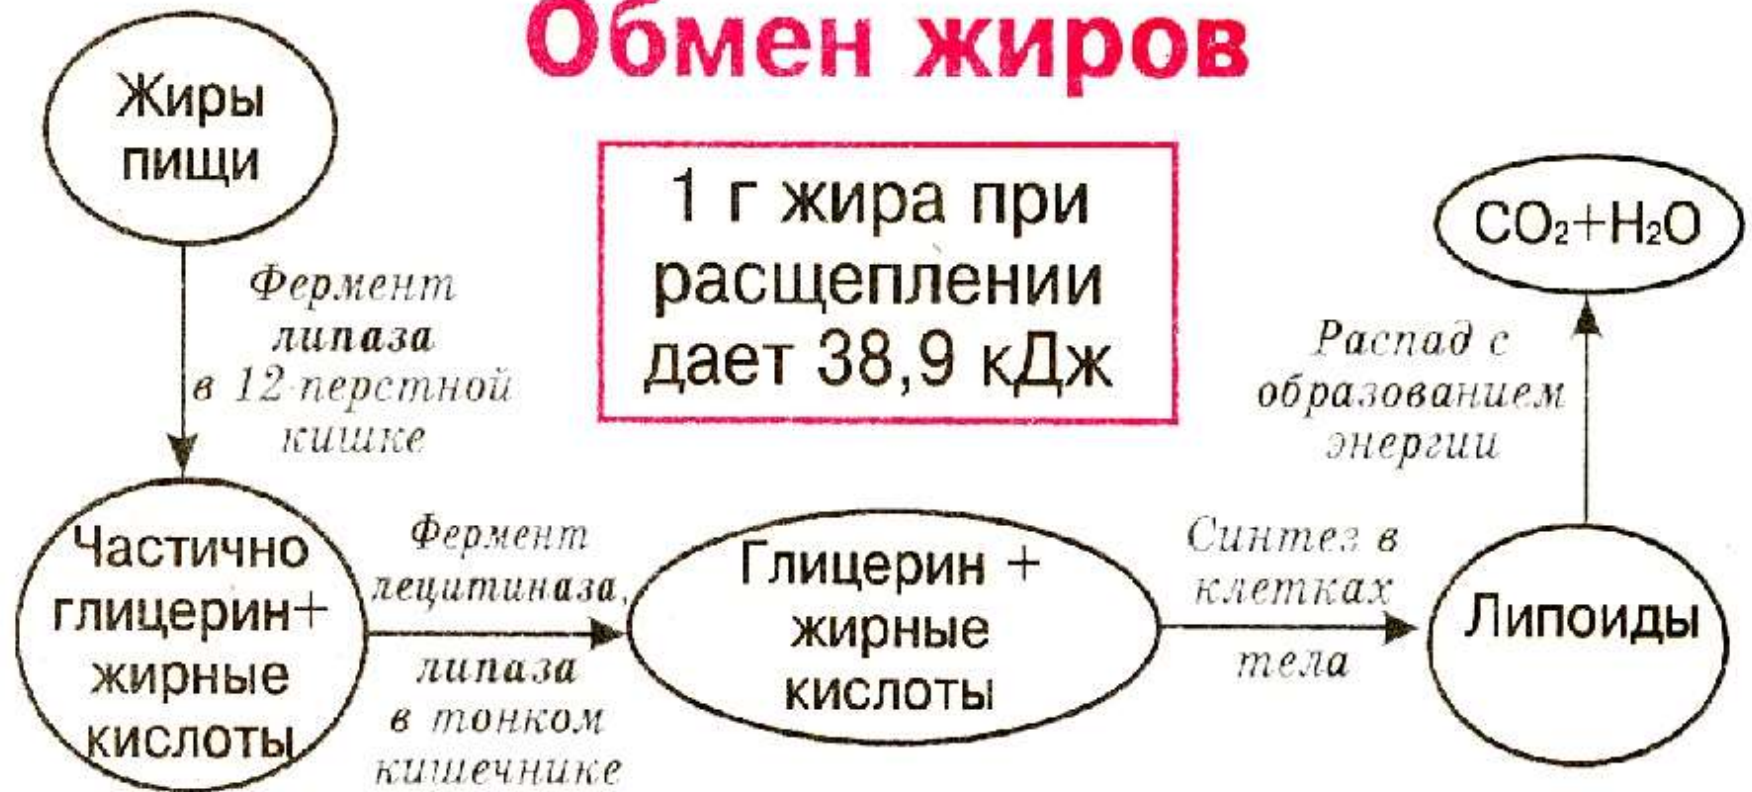 Обмен жиров
Жиры
пищи
1 г жира при
расщеплении
дает 38,9 кДж
CO₂+H₂O
Фермент
липаза
в 12-перстной
кишке
Распад с
образованием
энергии
Частично
глицерин+
жирные
кислоты
Фермент
лецитиназа,
липаза
в тонком
кишечнике
Глицерин +
жирные
кислоты
Синтез в
клетках
тела
Липоиды